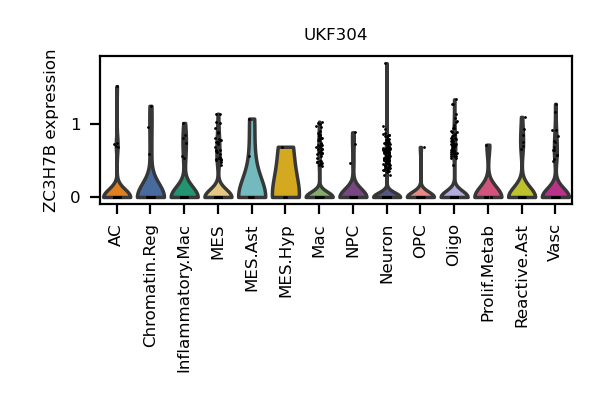 UKF304
ZC3H7B expression
1
0
AC
Chromatin.Reg
Inflammatory.Mac
MES
MES.Ast
MES.Hyp
Mac
NPC
Neuron
OPC
Oligo
Prolif.Metab
Reactive.Ast
Vasc